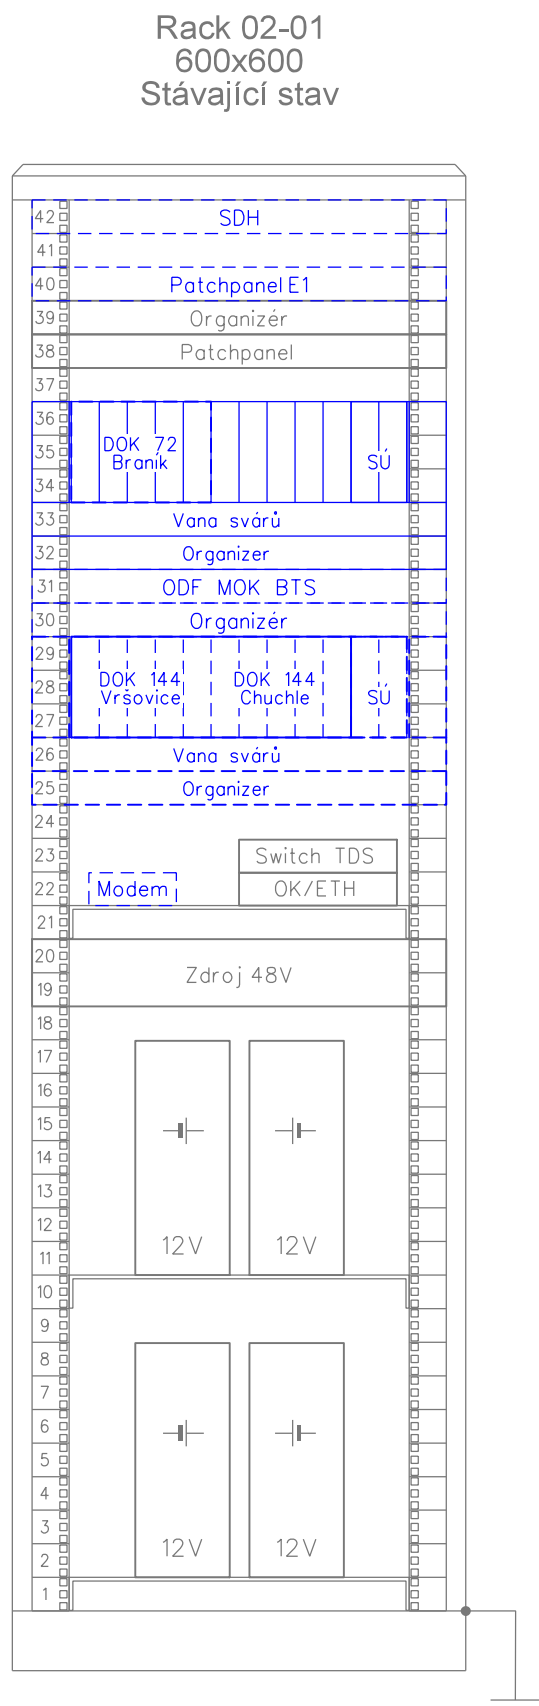 Rack 02-01
600x600
Stávající stav
42 SDH
41
40 Patchpanel E1
39 Organizér
38 Patchpanel
37
36
35 DOK 72
Braník SÚ
34
33 Vana svárů
32 Organizer
31 ODF MOK BTS
30 Organizér
29
28 DOK 144 DOK 144
Vršovice Chuchle SÚ
27
26 Vana svárů
25 Organizer
24
23 Switch TDS
22 Modem OK/ETH
21
20
Zdroj 48V
19
18
17
16
15
14
13
12
11 12V 12V
10
9
8
7
6
5
4
3
2 12V 12V
1